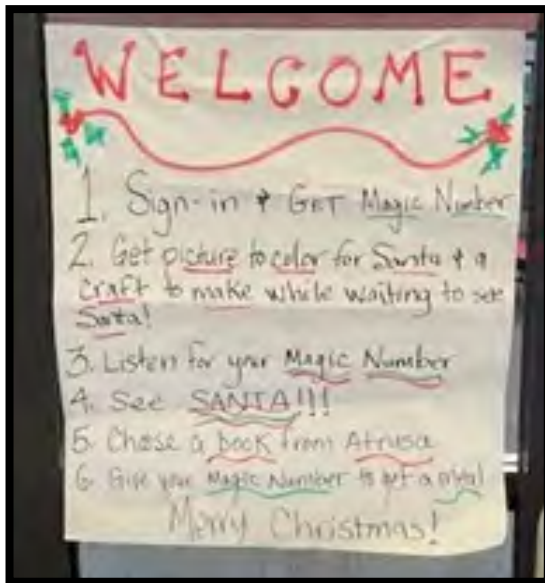 WELCOME
1. Sign-in & GET Magic Number
2. Get picture to color for Santa & a
craft to make while waiting to see
Santa!
3. Listen for your Magic Number
4. See SANTA!!!
5. Chose a book from Atrusa
6. Give your Magic Number to get a
Merry Christmas!